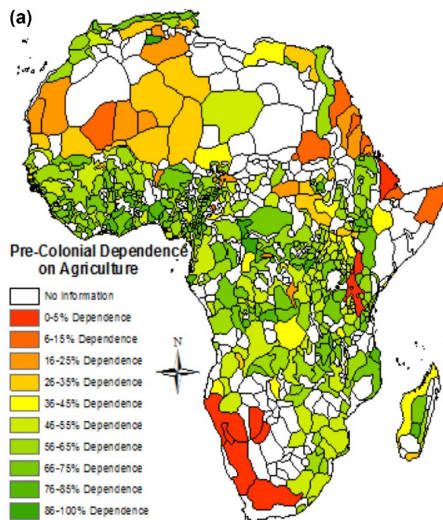 (a)
Pre-Colonial Dependence
on Agriculture
No Information
0-5% Dependence
6-15% Dependence
16-25% Dependence
26-35% Dependence
36-45% Dependence
46-55% Dependence
56-65% Dependence
66-75% Dependence
76-85% Dependence
86-100% Dependence
N